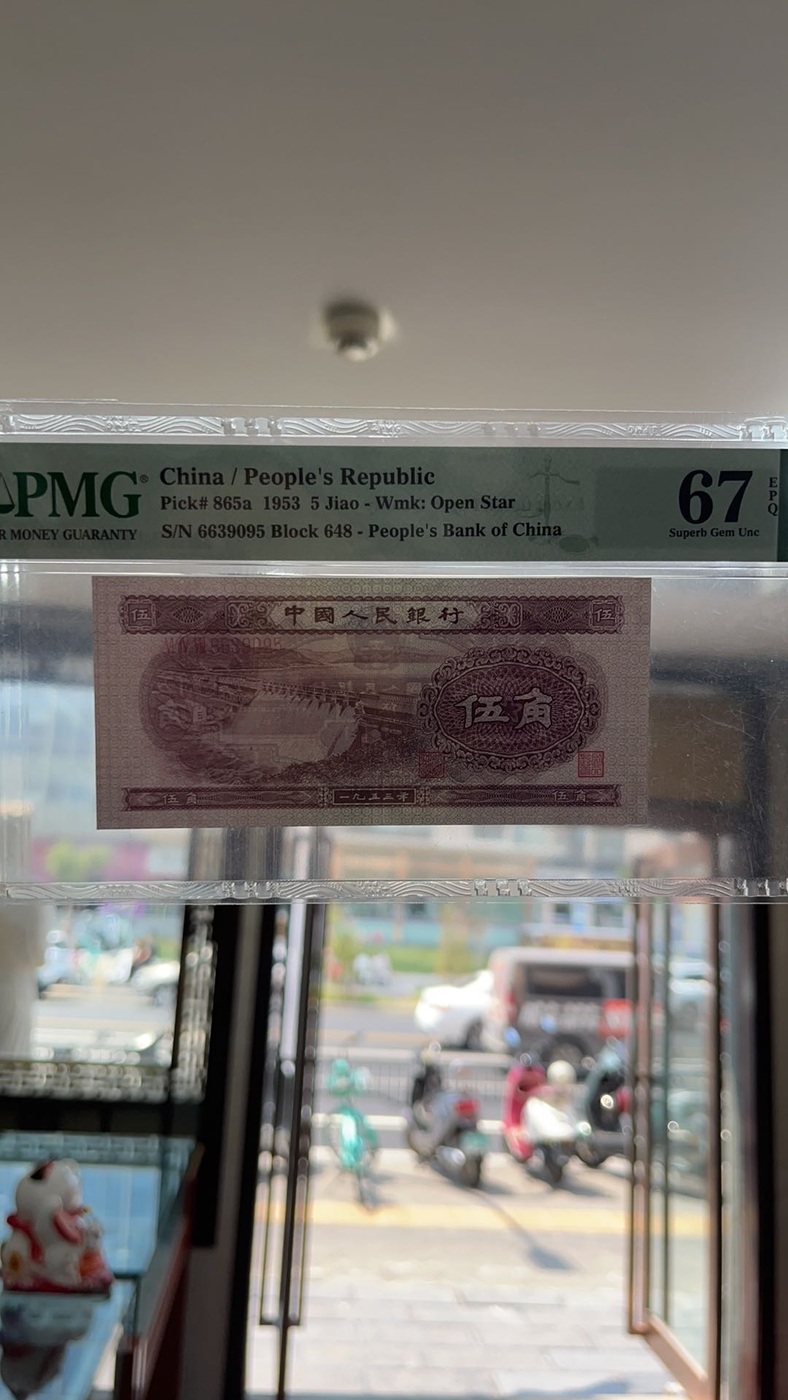 PMG®
R MONEY GUARANTY
China / People's Republic
Pick# 865a 1953 5 Jiao - Wmk: Open Star
S/N 6639095 Block 648 - People's Bank of China
67
EPQ
Superb Gem Unc
伍 中國人民銀行 伍
伍角
伍角 一九五三年 伍角